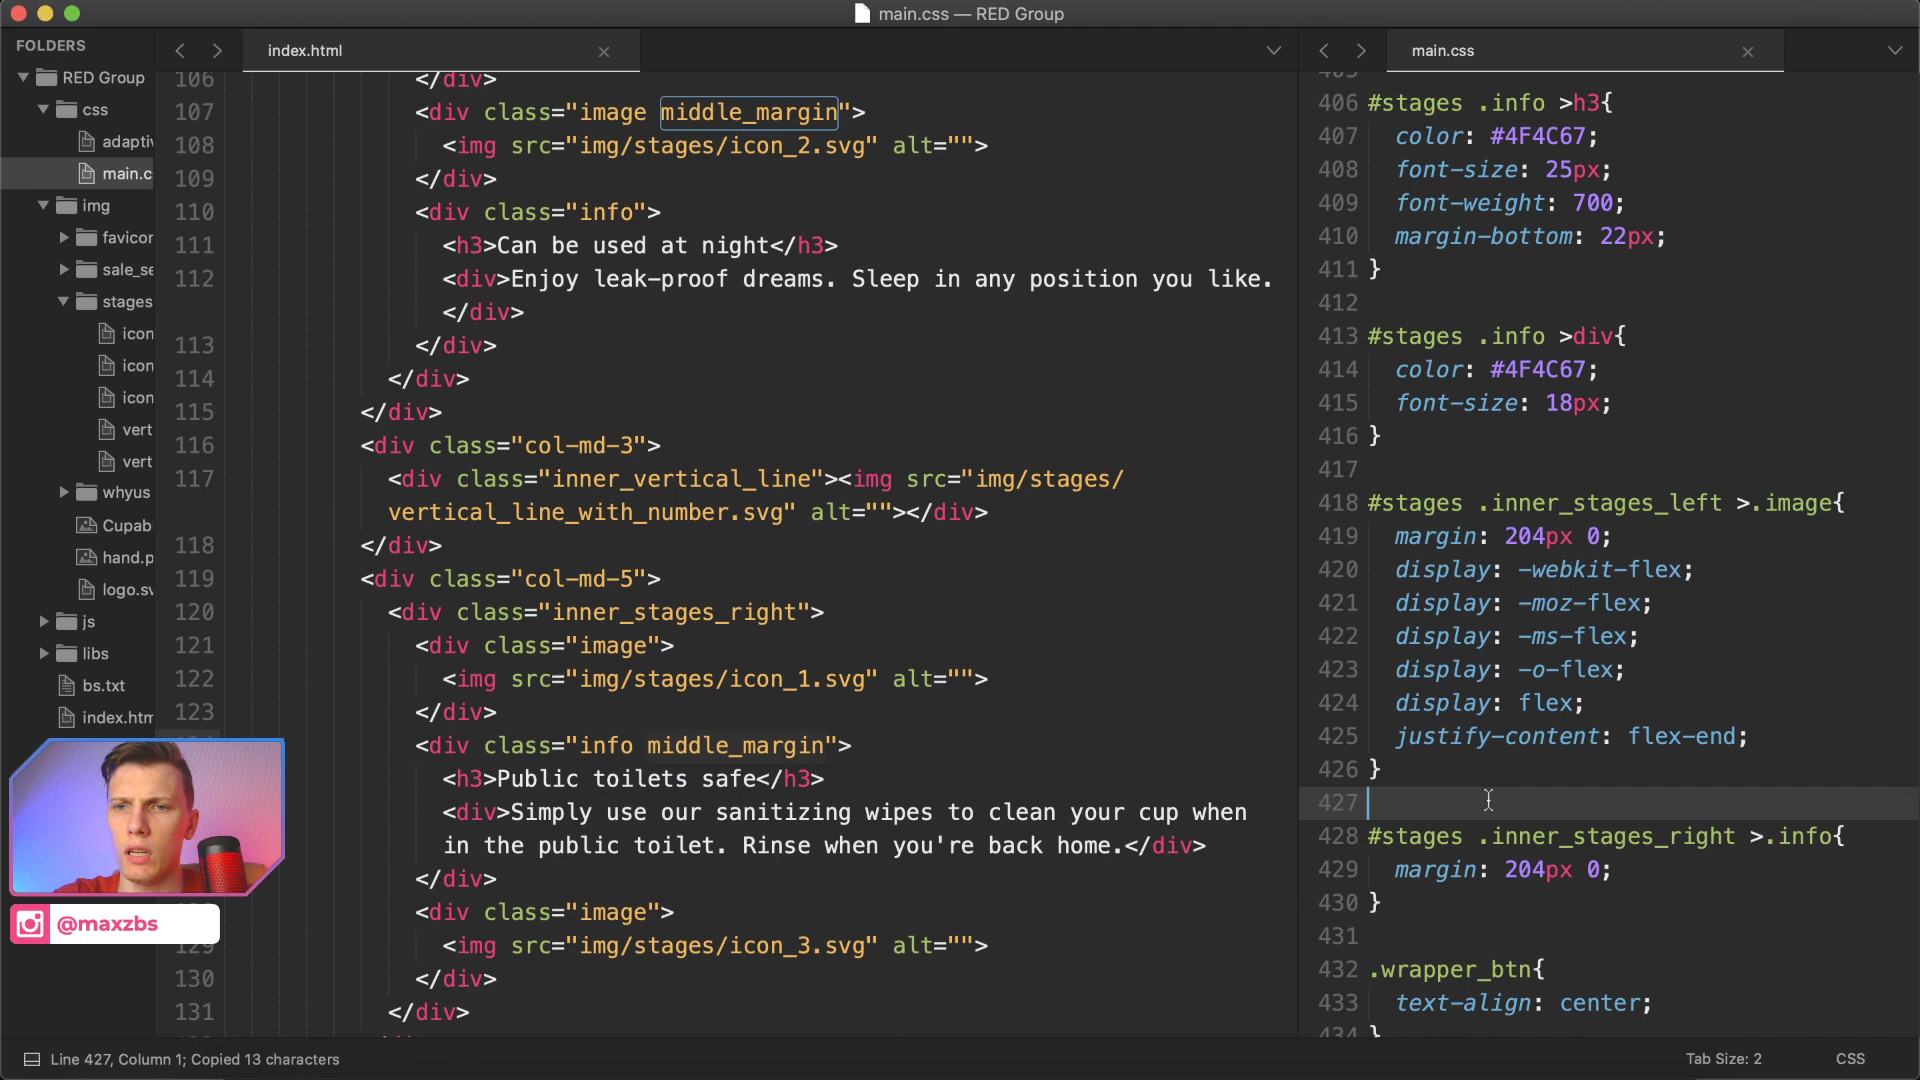 main.css — RED Group
FOLDERS
RED Group
css
adaptiv
main.c
img
favicor
sale_se
stages
icon
icon
icon
vert
vert
whyus
Cupab
hand.p
logo.sv
js
libs
bs.txt
index.htm
@maxzbs
index.html
106 </div>
107 <div class="image middle_margin">
108 <img src="img/stages/icon_2.svg" alt="">
109 </div>
110 <div class="info">
111 <h3>Can be used at night</h3>
112 <div>Enjoy leak-proof dreams. Sleep in any position you like.
</div>
113 </div>
114 </div>
115 </div>
116 <div class="col-md-3">
117 <div class="inner_vertical_line"><img src="img/stages/
vertical_line_with_number.svg" alt=""></div>
118 </div>
119 <div class="col-md-5">
120 <div class="inner_stages_right">
121 <div class="image">
122 <img src="img/stages/icon_1.svg" alt="">
123 </div>
<div class="info middle_margin">
<h3>Public toilets safe</h3>
<div>Simply use our sanitizing wipes to clean your cup when
in the public toilet. Rinse when you're back home.</div>
</div>
<div class="image">
129 <img src="img/stages/icon_3.svg" alt="">
130 </div>
131 </div>
main.css
406 #stages .info >h3{
407 color: #4F4C67;
408 font-size: 25px;
409 font-weight: 700;
410 margin-bottom: 22px;
411 }
412
413 #stages .info >div{
414 color: #4F4C67;
415 font-size: 18px;
416 }
417
418 #stages .inner_stages_left >.image{
419 margin: 204px 0;
420 display: -webkit-flex;
421 display: -moz-flex;
422 display: -ms-flex;
423 display: -o-flex;
424 display: flex;
425 justify-content: flex-end;
426 }
427
428 #stages .inner_stages_right >.info{
429 margin: 204px 0;
430 }
431
432 .wrapper_btn{
433 text-align: center;
434 }
Line 427, Column 1; Copied 13 characters
Tab Size: 2
CSS